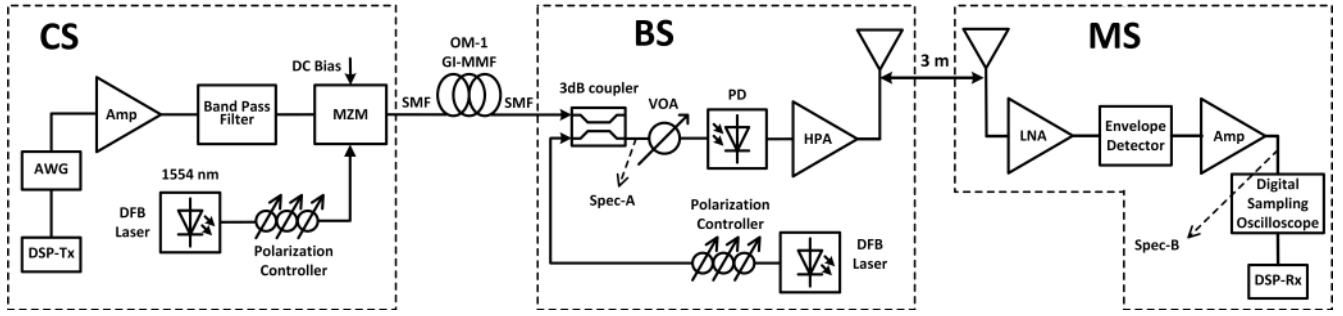 CS
DC Bias
Amp
Band Pass
Filter
MZM
AWG
1554 nm
DFB
Laser
DSP-Tx
Polarization
Controller
OM-1
GI-MMF
SMF
SMF
BS
3dB coupler
VOA
PD
HPA
Spec-A
Polarization
Controller
DFB
Laser
3 m
MS
LNA
Envelope
Detector
Amp
Digital
Sampling
Oscilloscope
Spec-B
DSP-Rx